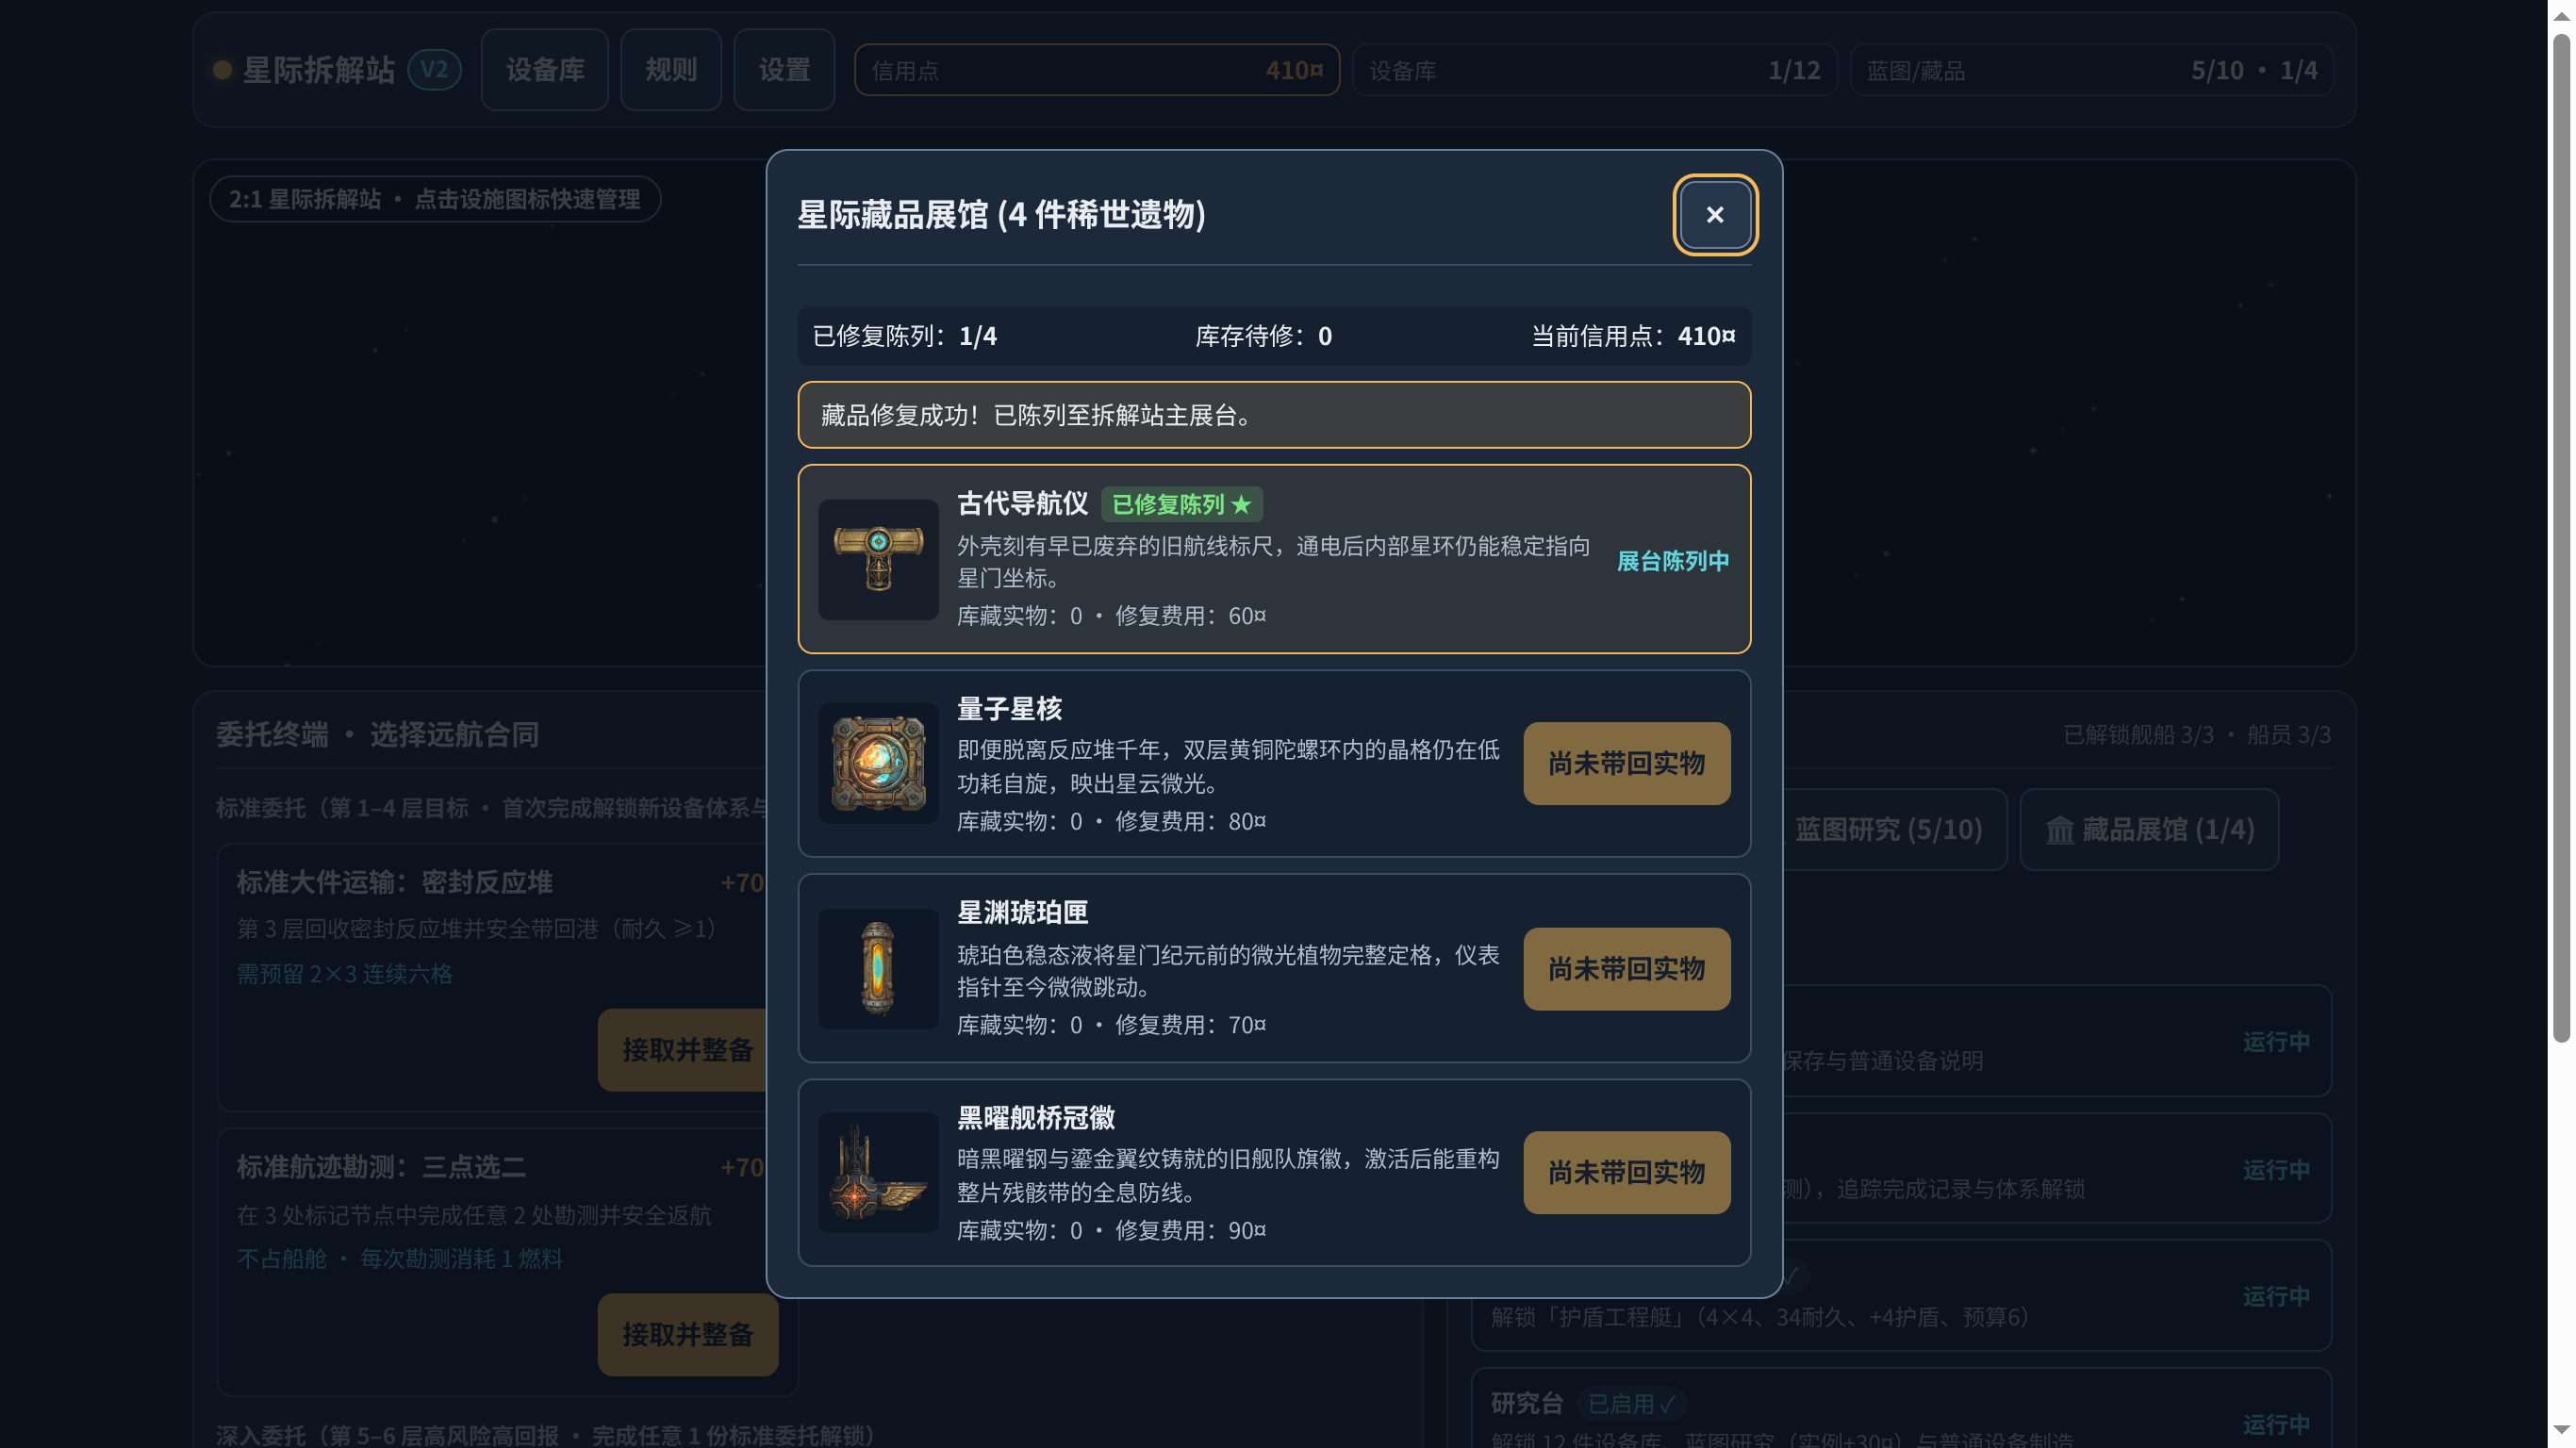 星际拆解站 V2 设备库 规则 设置 信用点 410¤ 设备库 1/12 蓝图/藏品 5/10 · 1/4
2:1 星际拆解站 · 点击设施图标快速管理
星际藏品展馆 (4 件稀世遗物) ×
已修复陈列：1/4 库存待修：0 当前信用点：410¤
藏品修复成功！已陈列至拆解站主展台。
古代导航仪 已修复陈列 ★
外壳刻有早已废弃的旧航线标尺，通电后内部星环仍能稳定指向
星门坐标。
库藏实物：0 · 修复费用：60¤
展台陈列中
量子星核
即便脱离反应堆千年，双层黄铜陀螺环内的晶格仍在低
功耗自旋，映出星云微光。
库藏实物：0 · 修复费用：80¤
尚未带回实物
星渊琥珀匣
琥珀色稳态液将星门纪元前的微光植物完整定格，仪表
指针至今微微跳动。
库藏实物：0 · 修复费用：70¤
尚未带回实物
黑曜舰桥冠徽
暗黑曜钢与鎏金翼纹铸就的旧舰队旗徽，激活后能重构
整片残骸带的全息防线。
库藏实物：0 · 修复费用：90¤
尚未带回实物
委托终端 · 选择远航合同
标准委托（第 1–4 层目标 · 首次完成解锁新设备体系与
标准大件运输：密封反应堆 +70
第 3 层回收密封反应堆并安全带回港（耐久 ≥1）
需预留 2×3 连续六格
接取并整备
标准航迹勘测：三点选二 +70
在 3 处标记节点中完成任意 2 处勘测并安全返航
不占船舱 · 每次勘测消耗 1 燃料
接取并整备
深入委托（第 5–6 层高风险高回报 · 完成任意 1 份标准委托解锁）
已解锁舰船 3/3 · 船员 3/3
蓝图研究 (5/10) 藏品展馆 (1/4)
保存与普通设备说明
运行中
测），追踪完成记录与体系解锁
运行中
✓
解锁「护盾工程艇」（4×4、34耐久、+4护盾、预算6）
运行中
研究台 已启用 ✓
解锁 12 件设备库、蓝图研究（实例+30¤）与普通设备制造
运行中